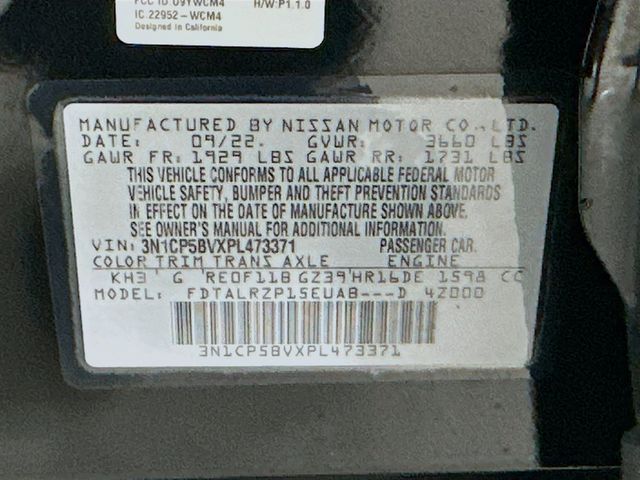 FCC ID:O9YWCM4 H/W:P1.1.0
IC:22952-WCM4
Designed in California
MANUFACTURED BY NISSAN MOTOR CO.,LTD.
DATE: 09/22. GVWR: 3660 LBS
GAWR FR: 1929 LBS GAWR RR: 1731 LBS
THIS VEHICLE CONFORMS TO ALL APPLICABLE FEDERAL MOTOR
VEHICLE SAFETY, BUMPER AND THEFT PREVENTION STANDARDS
IN EFFECT ON THE DATE OF MANUFACTURE SHOWN ABOVE.
SEE OWNER'S MANUAL FOR ADDITIONAL INFORMATION.
VIN: 3N1CP5BVXPL473371 PASSENGER CAR.
COLOR TRIM TRANS AXLE ENGINE
KH3 G RE0F11B GZ39 HR16DE 1598 CC
MODEL: FDTALRZP15EUAB---D 42000
3N1CP5BVXPL473371